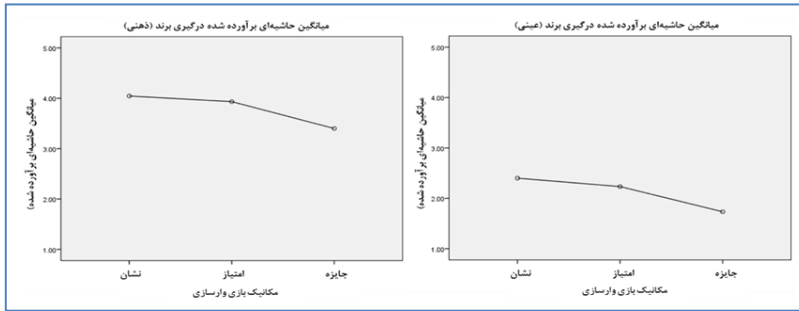 میانگین حاشیه‌ای برآورده شده درگیری برند (ذهنی)
میانگین حاشیه‌ای برآورده شده)
5.00
4.00
3.00
2.00
1.00
نشان امتیاز جایزه
مکانیک بازی وارسازی
میانگین حاشیه‌ای برآورده شده درگیری برند (عینی)
میانگین حاشیه‌ای برآورده شده)
5.00
4.00
3.00
2.00
1.00
نشان امتیاز جایزه
مکانیک بازی وارسازی